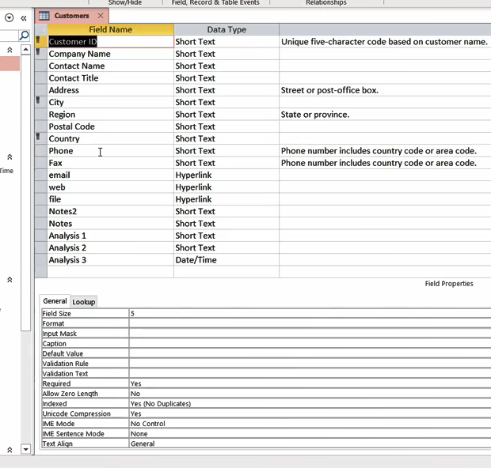 Show/Hide Field, Record & Table Events Relationships
Customers
Field Name Data Type
Customer ID Short Text Unique five-character code based on customer name.
Company Name Short Text
Contact Name Short Text
Contact Title Short Text
Address Short Text Street or post-office box.
City Short Text
Region Short Text State or province.
Postal Code Short Text
Country Short Text
Phone Short Text Phone number includes country code or area code.
Time Fax Short Text Phone number includes country code or area code.
email Hyperlink
web Hyperlink
file Hyperlink
Notes2 Short Text
Notes Short Text
Analysis 1 Short Text
Analysis 2 Short Text
Analysis 3 Date/Time
Field Properties
General Lookup
Field Size 5
Format
Input Mask
Caption
Default Value
Validation Rule
Validation Text
Required Yes
Allow Zero Length No
Indexed Yes (No Duplicates)
Unicode Compression Yes
IME Mode No Control
IME Sentence Mode None
Text Align General